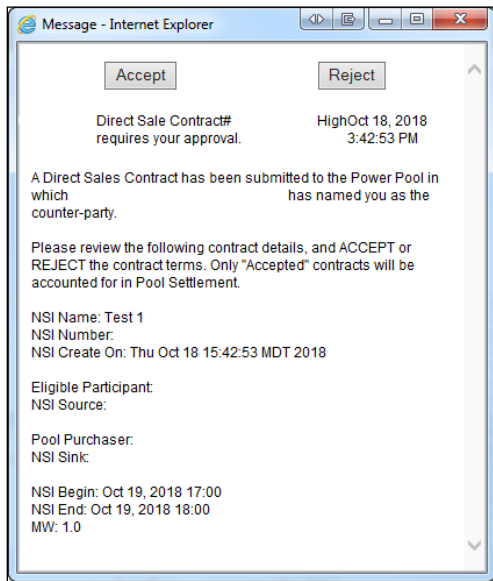 Message - Internet Explorer
Accept Reject
Direct Sale Contract# HighOct 18, 2018
requires your approval. 3:42:53 PM
A Direct Sales Contract has been submitted to the Power Pool in
which has named you as the
counter-party.
Please review the following contract details, and ACCEPT or
REJECT the contract terms. Only "Accepted" contracts will be
accounted for in Pool Settlement.
NSI Name: Test 1
NSI Number:
NSI Create On: Thu Oct 18 15:42:53 MDT 2018
Eligible Participant:
NSI Source:
Pool Purchaser:
NSI Sink:
NSI Begin: Oct 19, 2018 17:00
NSI End: Oct 19, 2018 18:00
MW: 1.0